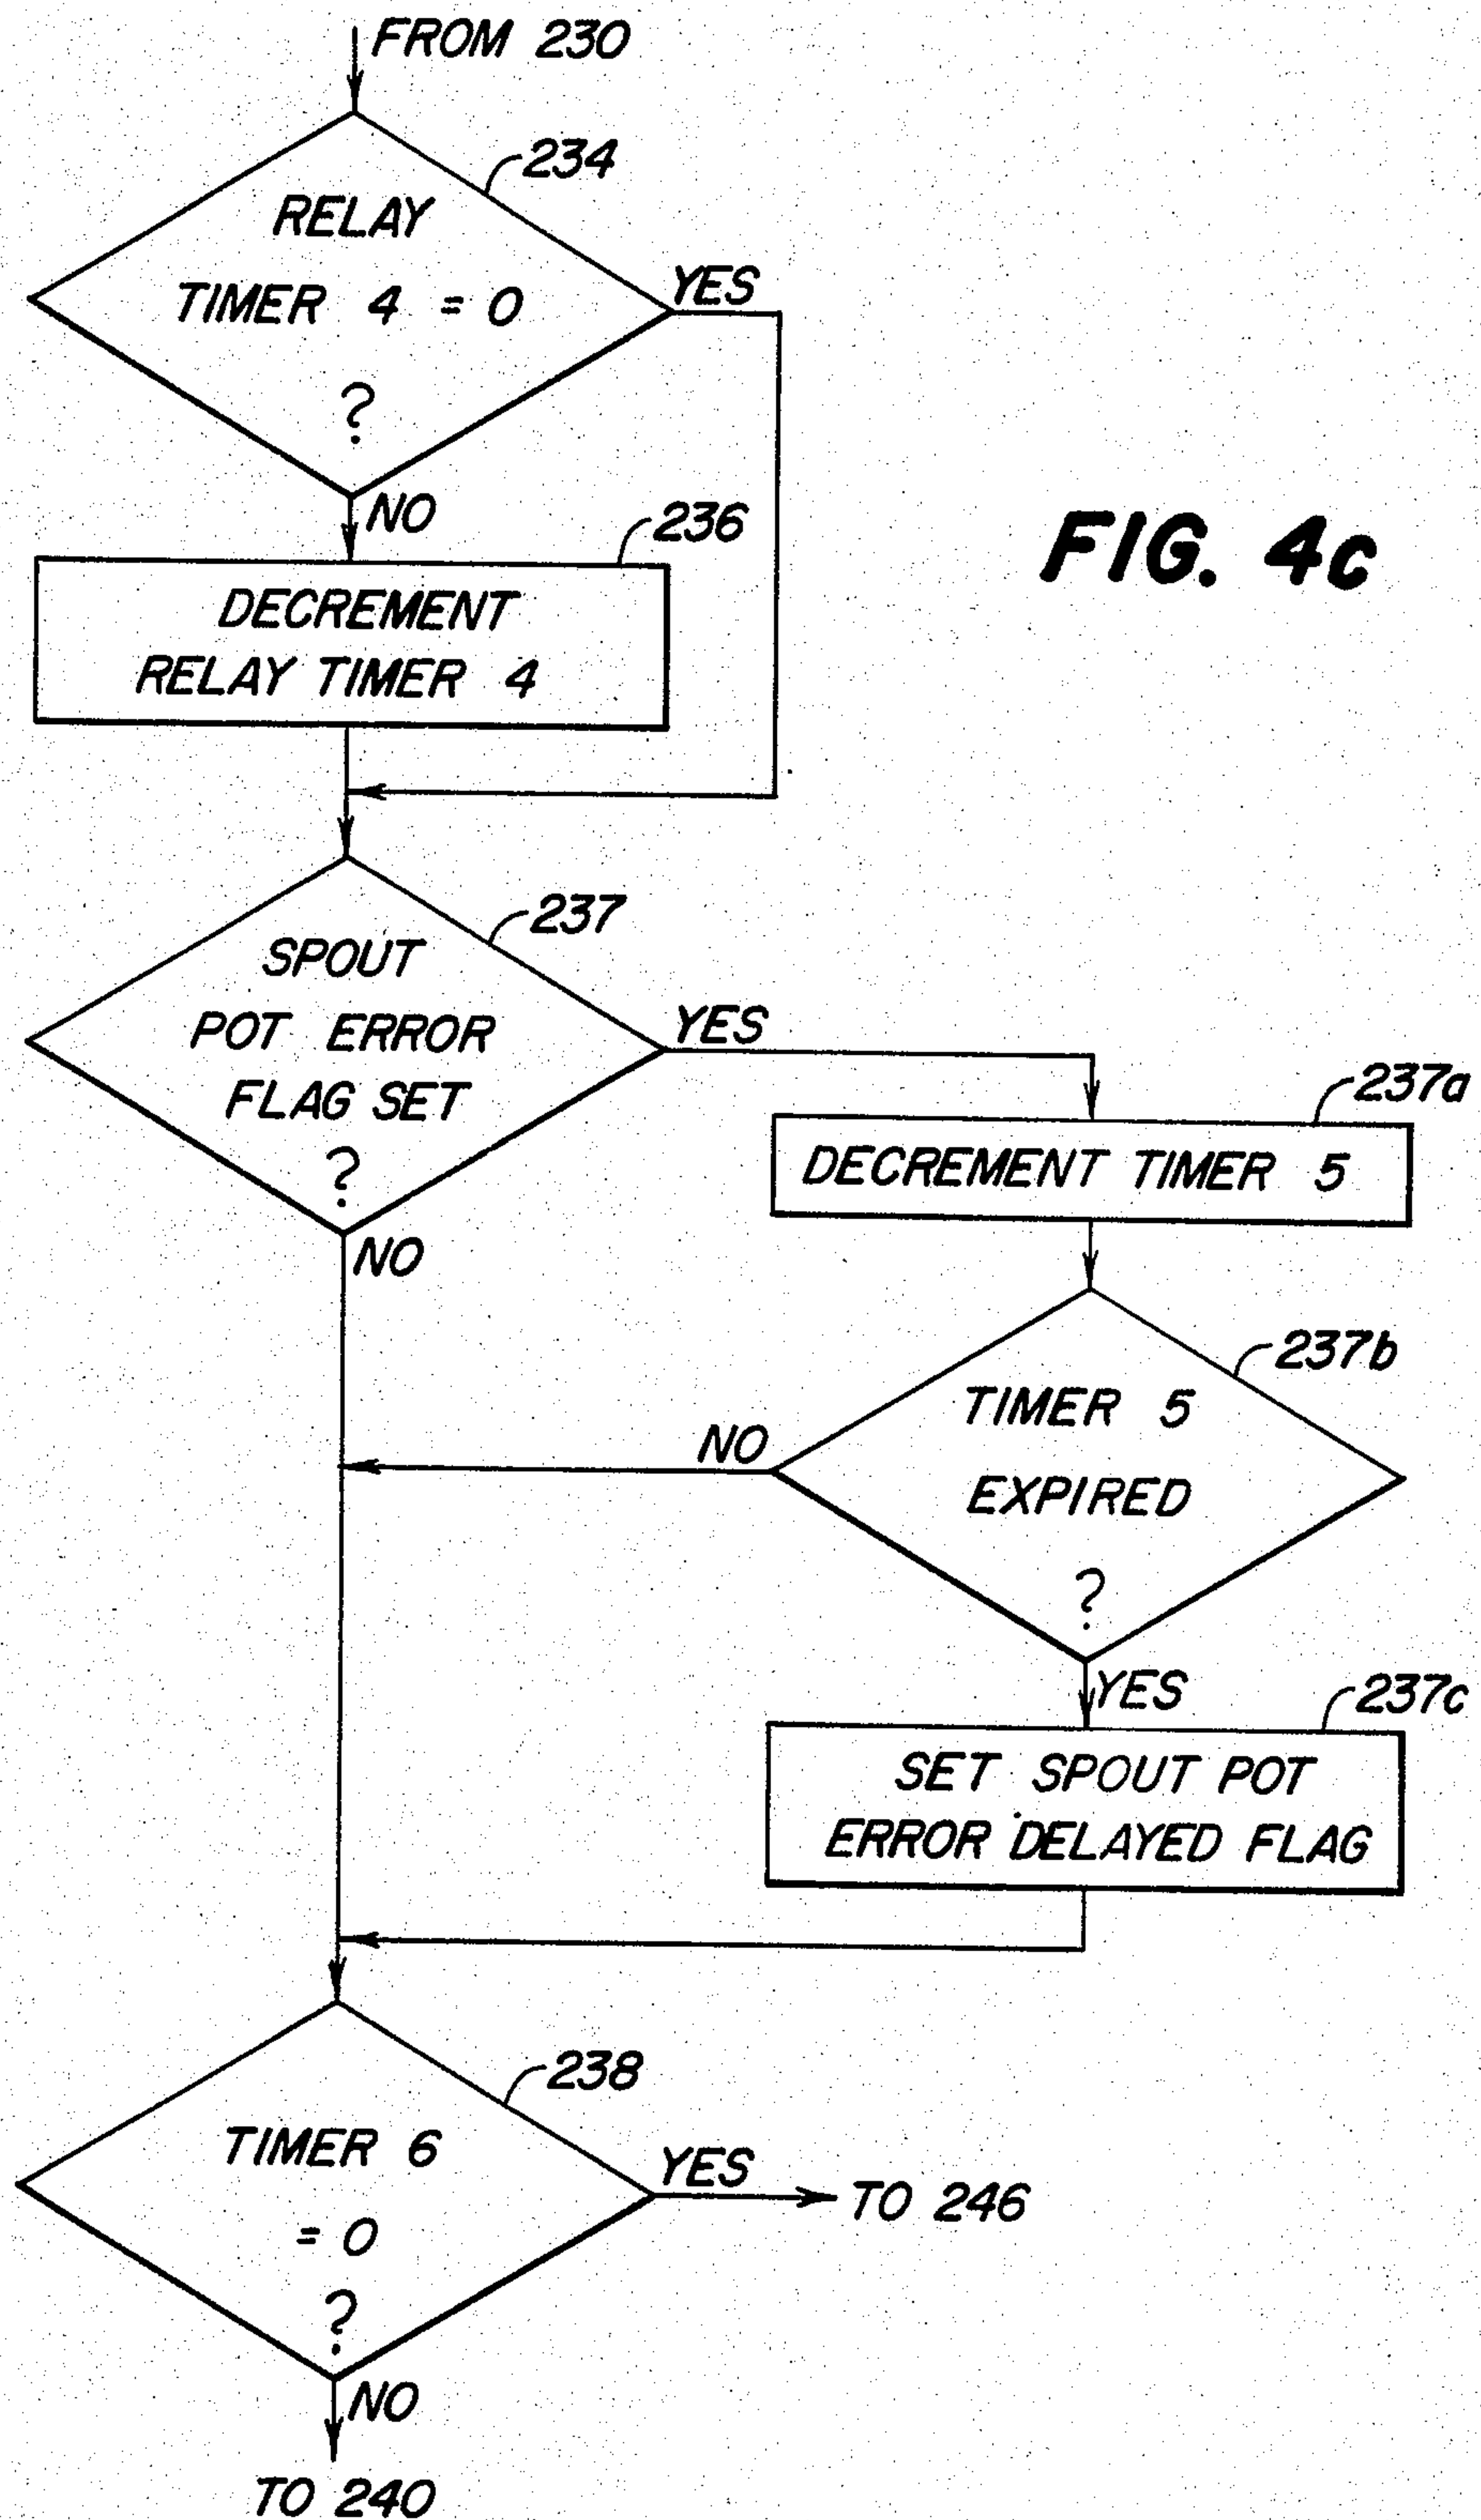 FROM 230
234
RELAY
TIMER 4 = 0
?
YES
NO
236
DECREMENT
RELAY TIMER 4
FIG. 4c
237
SPOUT
POT ERROR
FLAG SET
?
YES
NO
237a
DECREMENT TIMER 5
237b
TIMER 5
EXPIRED
?
NO
YES
237c
SET SPOUT POT
ERROR DELAYED FLAG
238
TIMER 6
= 0
?
YES
TO 246
NO
TO 240